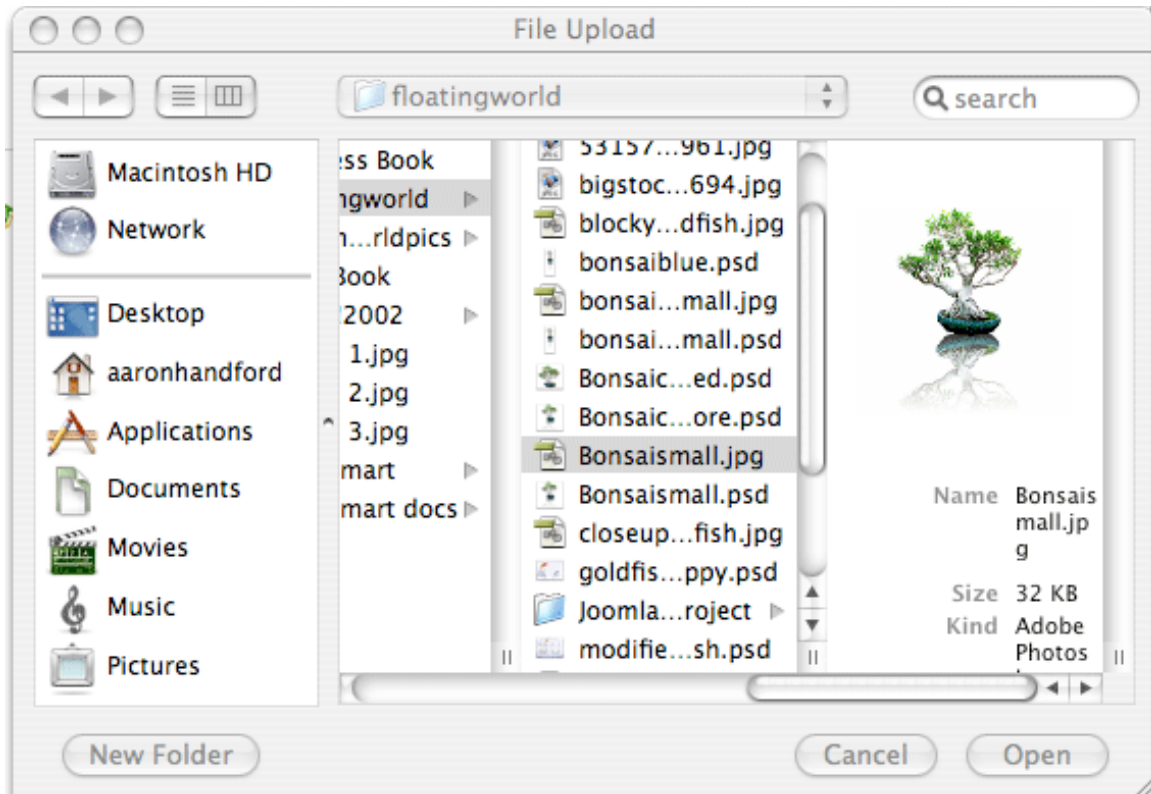 File Upload
floatingworld
search
Macintosh HD
Network
Desktop
aaronhandford
Applications
Documents
Movies
Music
Pictures
ess Book
ngworld
n...rldpics
Book
2002
1.jpg
2.jpg
3.jpg
mart
mart docs
53157...961.jpg
bigstoc...694.jpg
blocky...dfish.jpg
bonsaiblue.psd
bonsai...mall.jpg
bonsai...mall.psd
Bonsaic...ed.psd
Bonsaic...ore.psd
Bonsaismall.jpg
Bonsaismall.psd
closeup...fish.jpg
goldfis...ppy.psd
Joomla...roject
modifie...sh.psd
Name Bonsais
mall.jp
g
Size 32 KB
Kind Adobe
Photos
New Folder
Cancel
Open